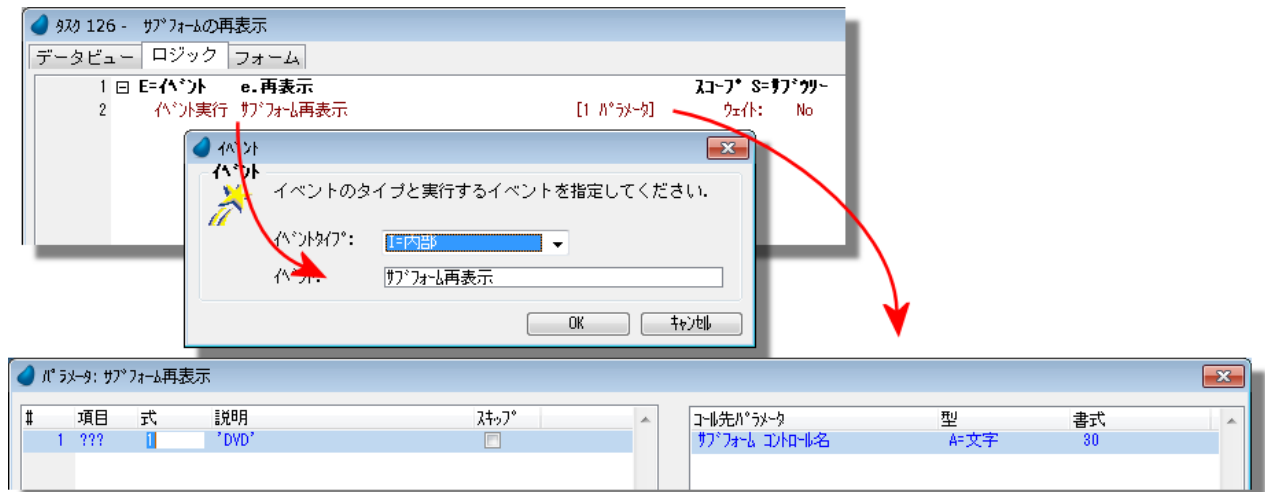 ﾀｽｸ 126 - ｻﾌﾞﾌｫｰﾑの再表示
データビュー ロジック フォーム
1 E=ｲﾍﾞﾝﾄ e.再表示 ｽｺｰﾌﾟ S=ｻﾌﾞﾂﾘｰ
2 ｲﾍﾞﾝﾄ実行 ｻﾌﾞﾌｫｰﾑ再表示 [1 ﾊﾟﾗﾒｰﾀ] ｳｪｲﾄ: No
ｲﾍﾞﾝﾄ
ｲﾍﾞﾝﾄ
イベントのタイプと実行するイベントを指定してください.
ｲﾍﾞﾝﾄﾀｲﾌﾟ: I=内部
ｲﾍﾞﾝﾄ: ｻﾌﾞﾌｫｰﾑ再表示
OK ｷｬﾝｾﾙ
ﾊﾟﾗﾒｰﾀ: ｻﾌﾞﾌｫｰﾑ再表示
# 項目 式 説明 ｽｷｯﾌﾟ ｺｰﾙ先ﾊﾟﾗﾒｰﾀ 型 書式
1 ??? 1 'DVD' ｻﾌﾞﾌｫｰﾑ ｺﾝﾄﾛｰﾙ名 A=文字 30